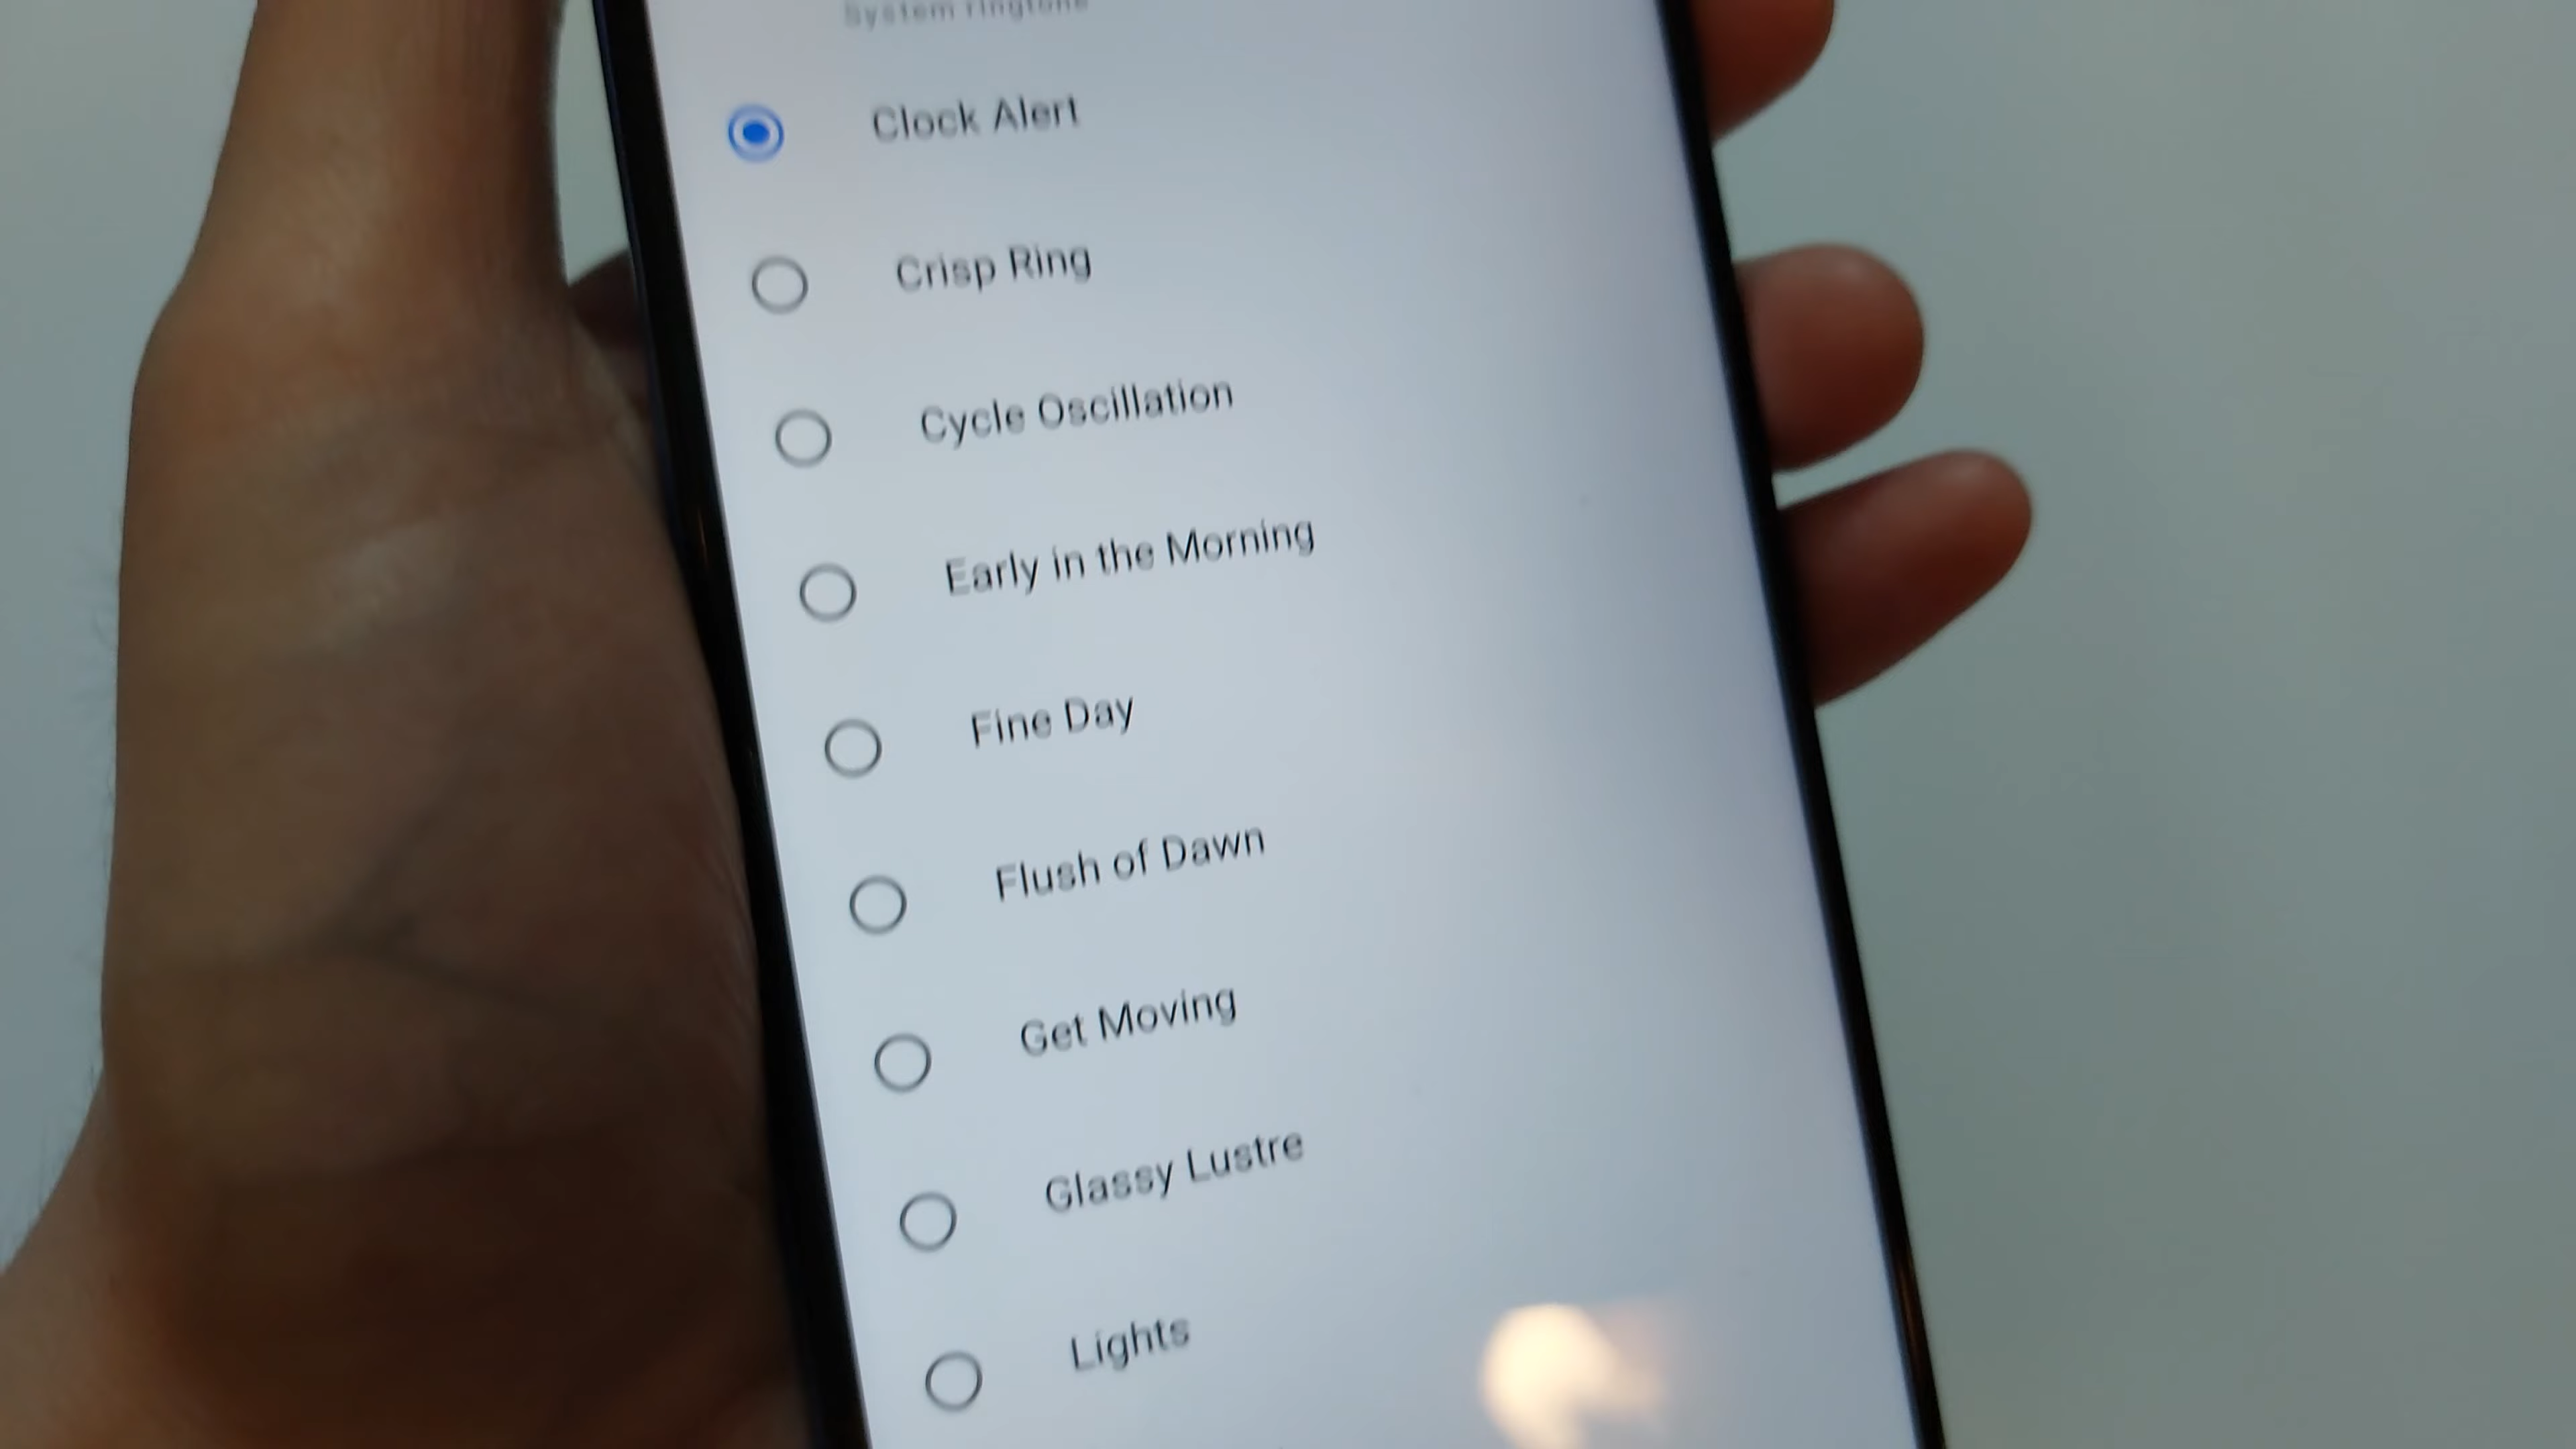 System ringtone
Clock Alert
Crisp Ring
Cycle Oscillation
Early in the Morning
Fine Day
Flush of Dawn
Get Moving
Glassy Lustre
Lights